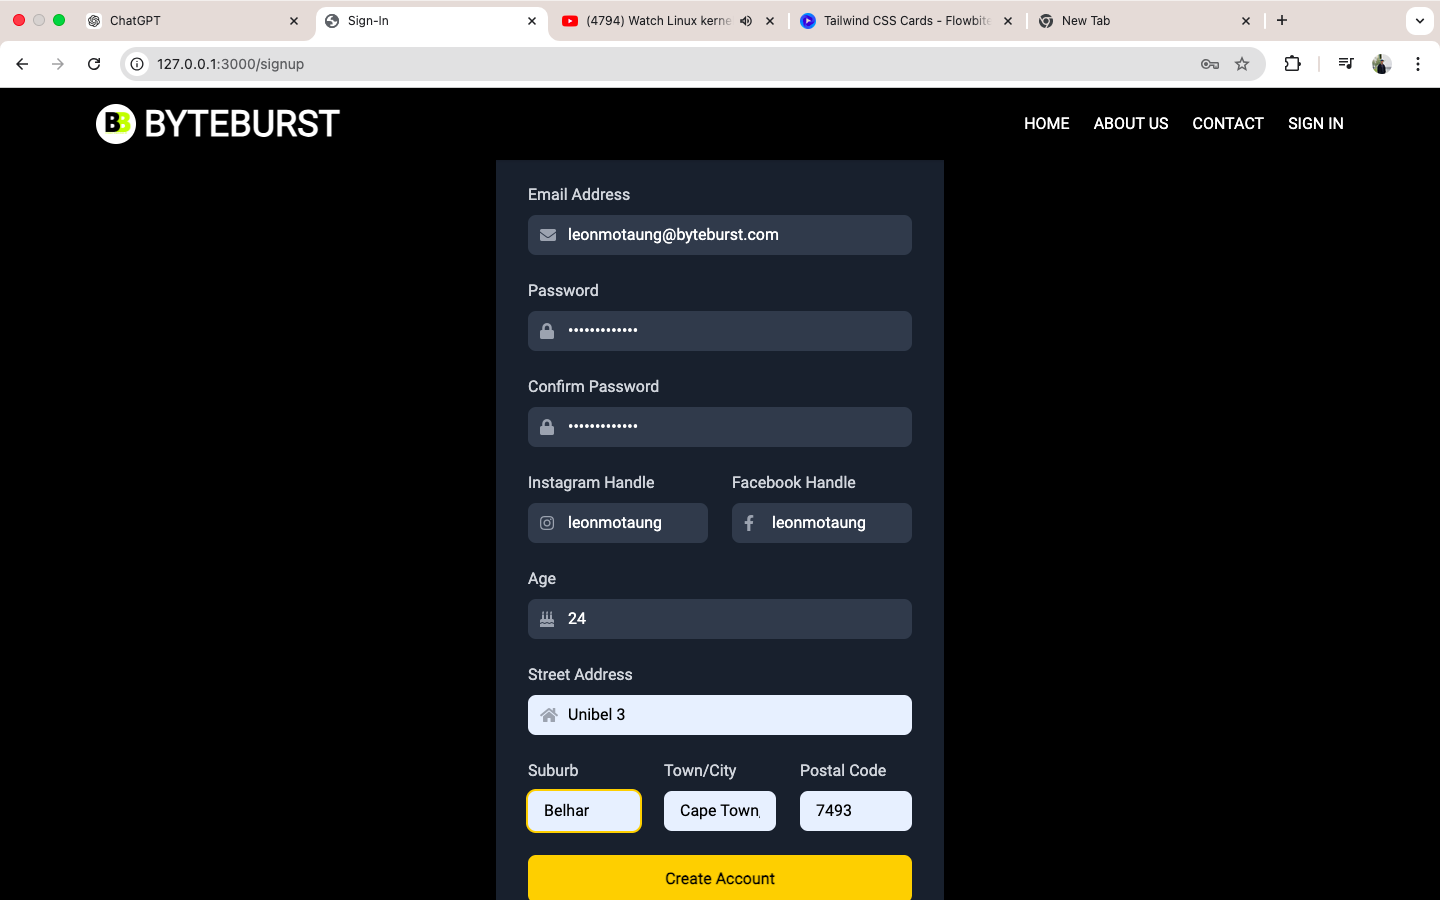 ChatGPT
Sign-In
(4794) Watch Linux kerne
Tailwind CSS Cards - Flowbite
New Tab
127.0.0.1:3000/signup
BB BYTEBURST
HOME ABOUT US CONTACT SIGN IN
Email Address
leonmotaung@byteburst.com
Password
•••••••••••••
Confirm Password
•••••••••••••
Instagram Handle Facebook Handle
leonmotaung leonmotaung
Age
24
Street Address
Unibel 3
Suburb Town/City Postal Code
Belhar Cape Town, 7493
Create Account